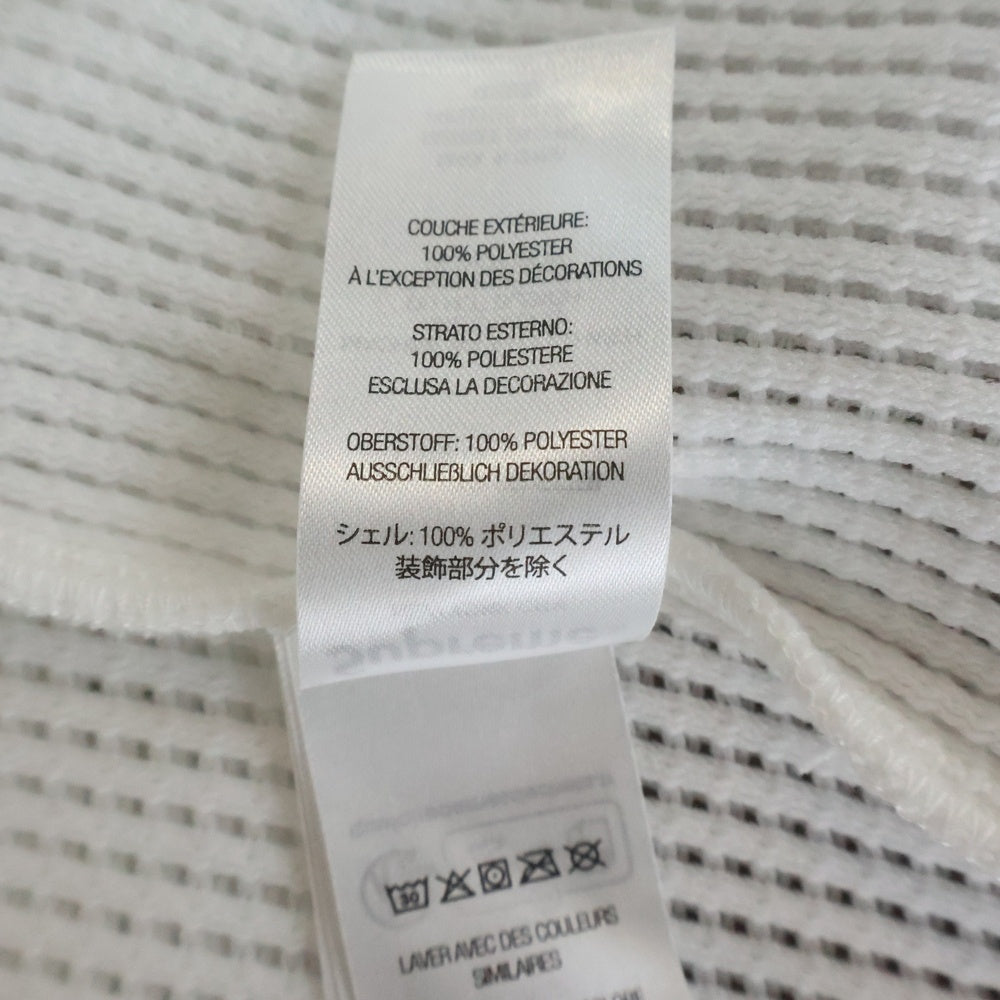 COUCHE EXTÉRIEURE:
100% POLYESTER
À L'EXCEPTION DES DÉCORATIONS
STRATO ESTERNO:
100% POLIESTERE
ESCLUSA LA DECORAZIONE
OBERSTOFF: 100% POLYESTER
AUSSCHLIEßLICH DEKORATION
シェル: 100% ポリエステル
装飾部分を除く
30
LAVER AVEC DES COULEURS
SIMILAIRES